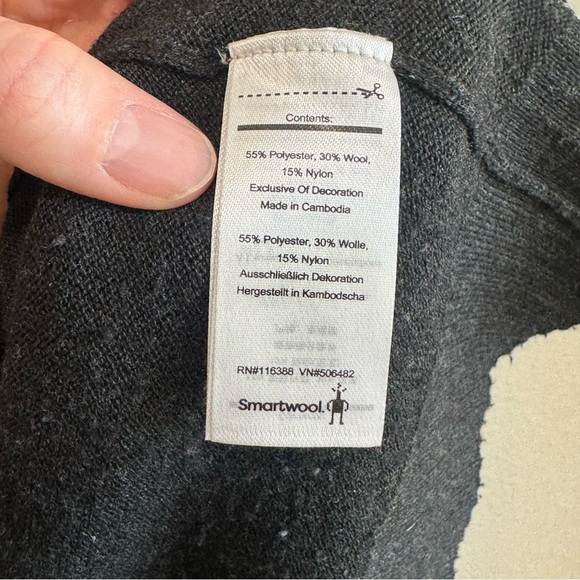 Contents:
55% Polyester, 30% Wool,
15% Nylon
Exclusive Of Decoration
Made in Cambodia
55% Polyester, 30% Wolle,
15% Nylon
Ausschließlich Dekoration
Hergestellt in Kambodscha
RN#116388 VN#506482
Smartwool.